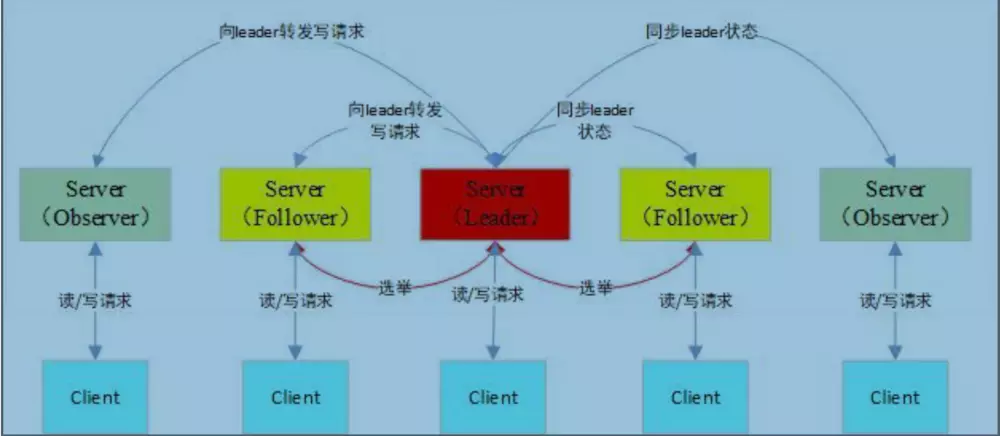 向leader转发写请求
同步leader状态
向leader转发
写请求
同步leader
状态
Server
（Observer）
Server
（Follower）
Server
（Leader）
Server
（Follower）
Server
（Observer）
读/写请求
读/写请求
选举
读/写请求
选举
读/写请求
读/写请求
Client
Client
Client
Client
Client